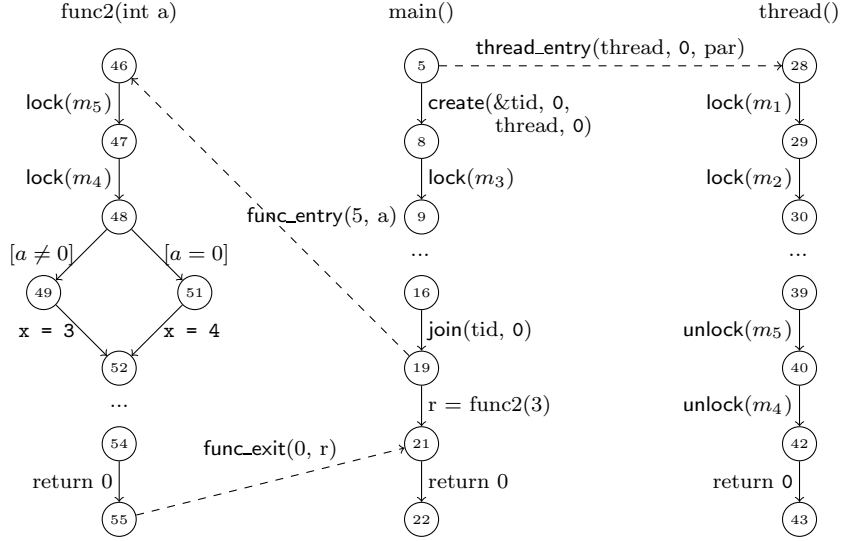 func2(int a) main() thread()
46 5 thread_entry(thread, 0, par) 28
lock(m₅) create(&tid, 0, lock(m₁)
thread, 0)
47 8 29
lock(m₄) lock(m₃) lock(m₂)
48 func_entry(5, a) 9 30
[a ≠ 0] [a = 0] ... ...
49 51 16 39
x = 3 x = 4 join(tid, 0) unlock(m₅)
52 19 40
... r = func2(3) unlock(m₄)
54 func_exit(0, r) 21 42
return 0 return 0 return 0
55 22 43